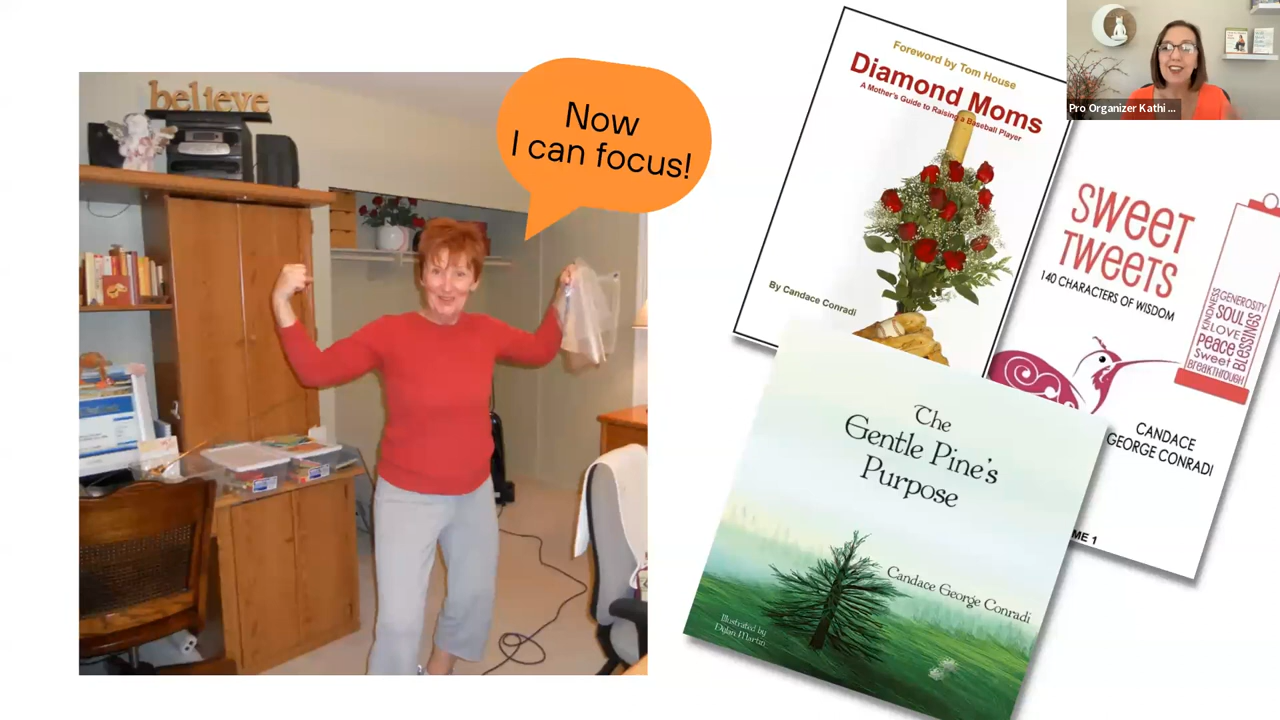 believe
Now
I can focus!
Foreword by Tom House
Diamond Moms
A Mother's Guide to Raising a Baseball Player
By Candace Conradi
Pro Organizer Kathi ...
SWEET
TWEETS
140 CHARACTERS OF WISDOM
KINDNESS
GENEROSITY
SOUL
LOVE
BLESSINGS
Peace
Sweet
BREAKTHROUGH
CANDACE
GEORGE CONRADI
ME 1
The
Gentle Pine's
Purpose
Candace George Conradi
Illustrated by
Dylan Martin